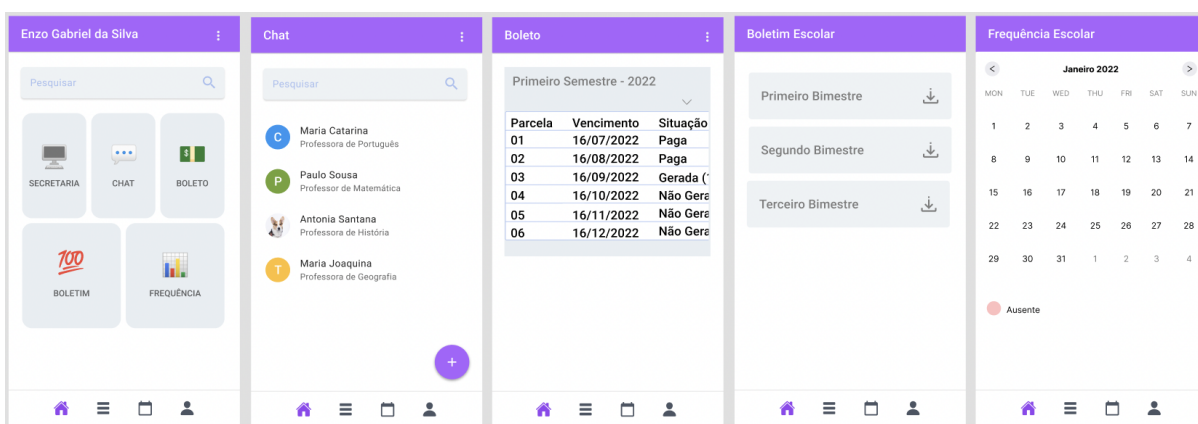 Enzo Gabriel da Silva
Pesquisar
SECRETARIA CHAT BOLETO
BOLETIM FREQUÊNCIA
Chat
Pesquisar
C Maria Catarina
Professora de Português
P Paulo Sousa
Professor de Matemática
Antonia Santana
Professora de História
T Maria Joaquina
Professora de Geografia
+
Boleto
Primeiro Semestre - 2022
Parcela Vencimento Situação
01 16/07/2022 Paga
02 16/08/2022 Paga
03 16/09/2022 Gerada (
04 16/10/2022 Não Gera
05 16/11/2022 Não Gera
06 16/12/2022 Não Gera
Boletim Escolar
Primeiro Bimestre
Segundo Bimestre
Terceiro Bimestre
Frequência Escolar
< Janeiro 2022 >
MON TUE WED THU FRI SAT SUN
1 2 3 4 5 6 7
8 9 10 11 12 13 14
15 16 17 18 19 20 21
22 23 24 25 26 27 28
29 30 31 1 2 3 4
Ausente